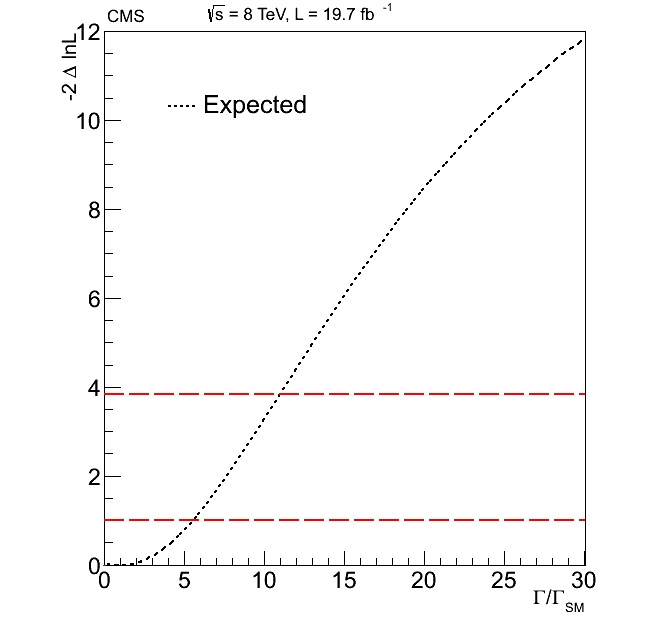 CMS
√s = 8 TeV, L = 19.7 fb⁻¹
-2 Δ lnL
12
10
8
6
4
2
0
Expected
0 5 10 15 20 25 30
Γ/Γ_SM